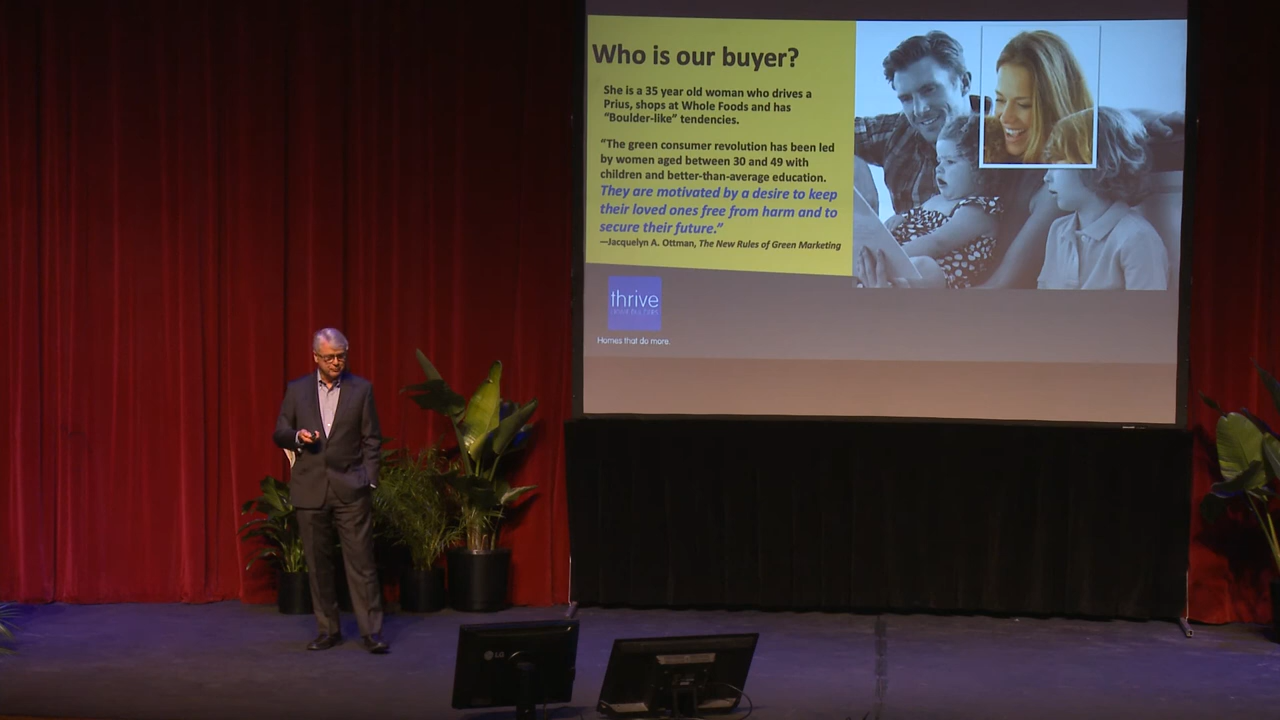 Who is our buyer?
She is a 35 year old woman who drives a
Prius, shops at Whole Foods and has
“Boulder-like” tendencies.
“The green consumer revolution has been led
by women aged between 30 and 49 with
children and better-than-average education.
They are motivated by a desire to keep
their loved ones free from harm and to
secure their future.”
—Jacquelyn A. Ottman, The New Rules of Green Marketing
thrive
Homes that do more.
LG